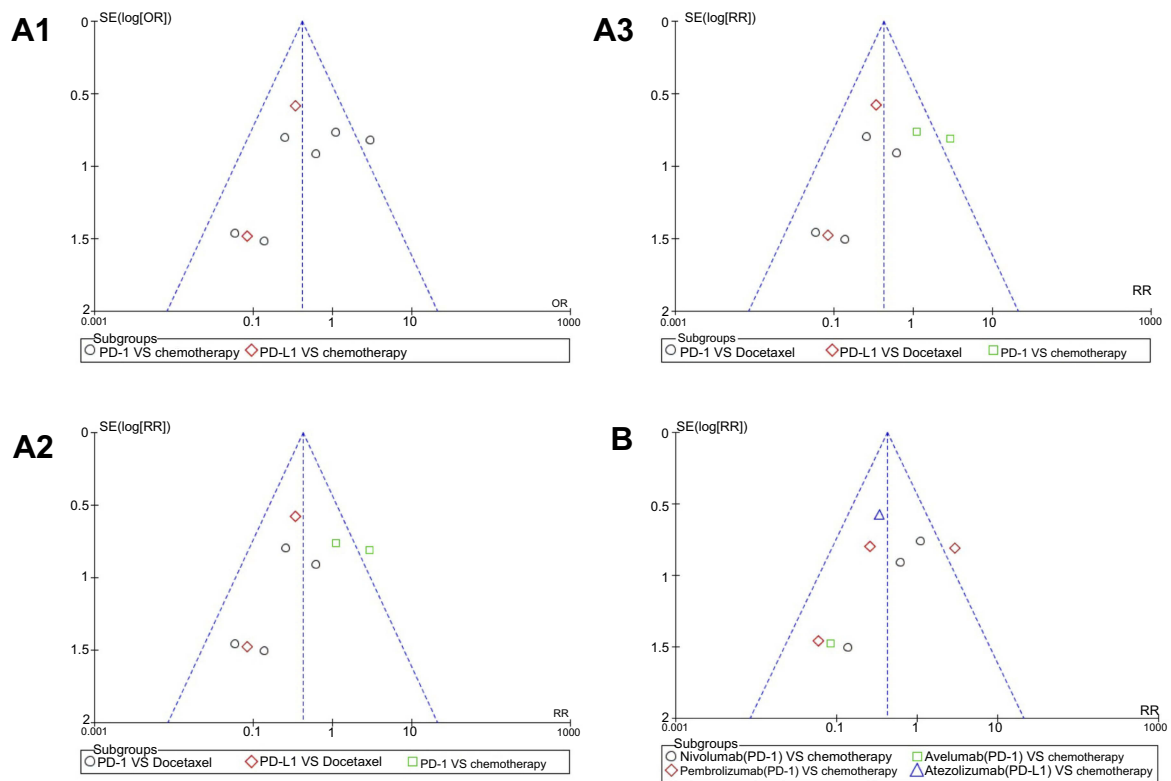 A1
SE(log[OR])
0
0.5
1
1.5
2
0.001
0.1
1
10
1000
OR
Subgroups
PD-1 VS chemotherapy
PD-L1 VS chemotherapy
A3
SE(log[RR])
0
0.5
1
1.5
2
0.001
0.1
1
10
1000
RR
Subgroups
PD-1 VS Docetaxel
PD-L1 VS Docetaxel
PD-1 VS chemotherapy
A2
SE(log[RR])
0
0.5
1
1.5
2
0.001
0.1
1
10
1000
RR
Subgroups
PD-1 VS Docetaxel
PD-L1 VS Docetaxel
PD-1 VS chemotherapy
B
SE(log[RR])
0
0.5
1
1.5
2
0.001
0.1
1
10
1000
RR
Subgroups
Nivolumab(PD-1) VS chemotherapy
Avelumab(PD-1) VS chemotherapy
Pembrolizumab(PD-1) VS chemotherapy
Atezolizumab(PD-L1) VS chemotherapy